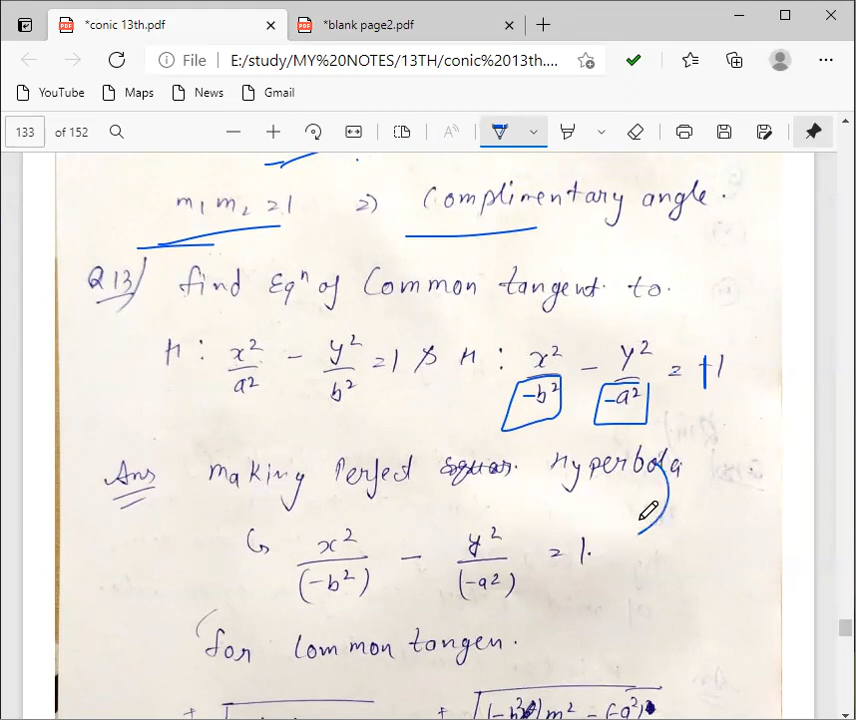 *conic 13th.pdf
*blank page2.pdf
File E:/study/MY%20NOTES/13TH/conic%2013th....
YouTube Maps News Gmail
133 of 152
m₁ m₂ = 1 ⇒ Complimentary angle.
Q13) find Eqⁿ of Common tangent to.
H : x²/a² - y²/b² = 1 & H : x²/-b² - y²/-a² = +1
Ans Making Perfect Hyperbola
↳ x²/(-b²) - y²/(-a²) = 1.
for Common tangen.